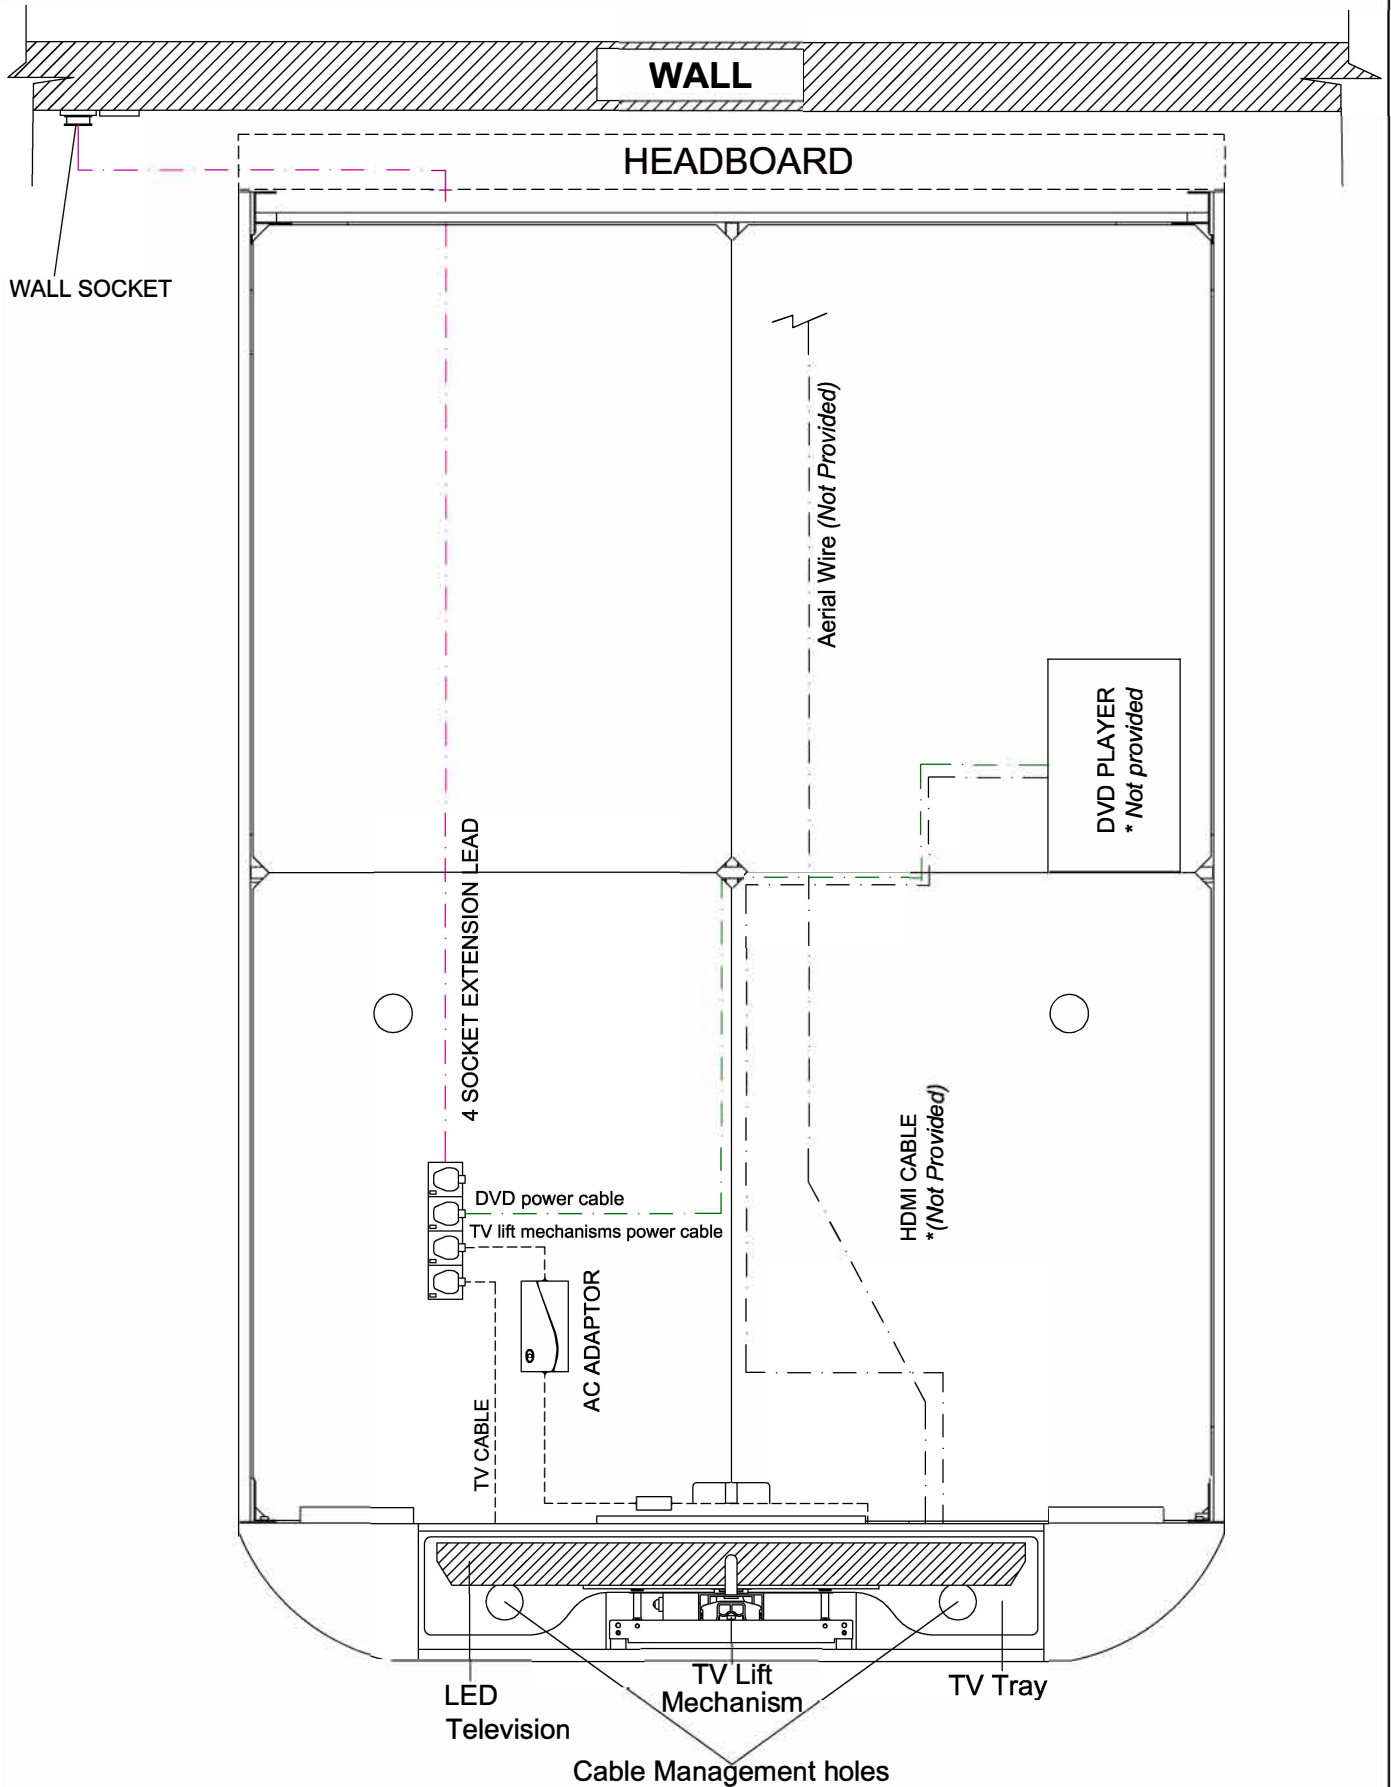 WALL
HEADBOARD
WALL SOCKET
Aerial Wire (Not Provided)
DVD PLAYER
* Not provided
4 SOCKET EXTENSION LEAD
HDMI CABLE
*(Not Provided)
DVD power cable
TV lift mechanisms power cable
AC ADAPTOR
TV CABLE
LED
Television
TV Lift
Mechanism
TV Tray
Cable Management holes